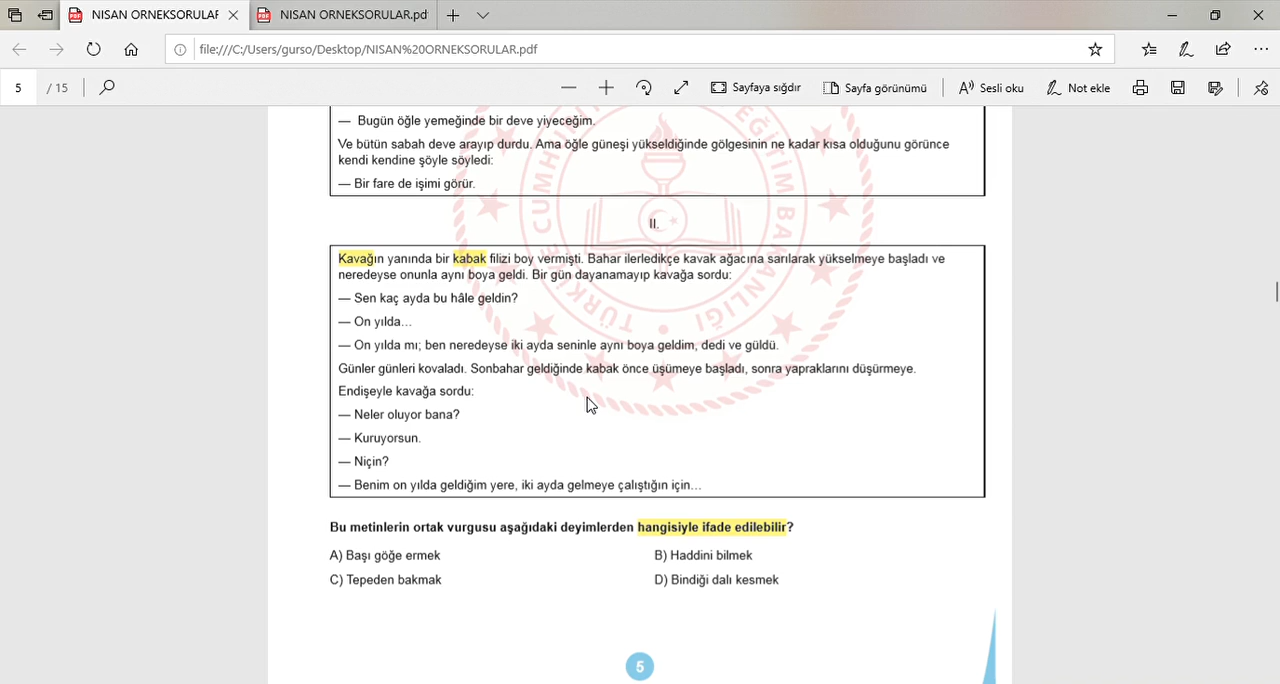 NISAN ORNEKSORULAR
NISAN ORNEKSORULAR.pdf
file:///C:/Users/gurso/Desktop/NISAN%20ORNEKSORULAR.pdf
5 / 15
Sayfaya sığdır
Sayfa görünümü
Sesli oku
Not ekle
— Bugün öğle yemeğinde bir deve yiyeceğim.
Ve bütün sabah deve arayıp durdu. Ama öğle güneşi yükseldiğinde gölgesinin ne kadar kısa olduğunu görünce
kendi kendine şöyle söyledi:
— Bir fare de işimi görür.
II.
Kavağın yanında bir kabak filizi boy vermişti. Bahar ilerledikçe kavak ağacına sarılarak yükselmeye başladı ve
neredeyse onunla aynı boya geldi. Bir gün dayanamayıp kavağa sordu:
— Sen kaç ayda bu hâle geldin?
— On yılda...
— On yılda mı; ben neredeyse iki ayda seninle aynı boya geldim, dedi ve güldü.
Günler günleri kovaladı. Sonbahar geldiğinde kabak önce üşümeye başladı, sonra yapraklarını düşürmeye.
Endişeyle kavağa sordu:
— Neler oluyor bana?
— Kuruyorsun.
— Niçin?
— Benim on yılda geldiğim yere, iki ayda gelmeye çalıştığın için...
Bu metinlerin ortak vurgusu aşağıdaki deyimlerden hangisiyle ifade edilebilir?
A) Başı göğe ermek
B) Haddini bilmek
C) Tepeden bakmak
D) Bindiği dalı kesmek
5